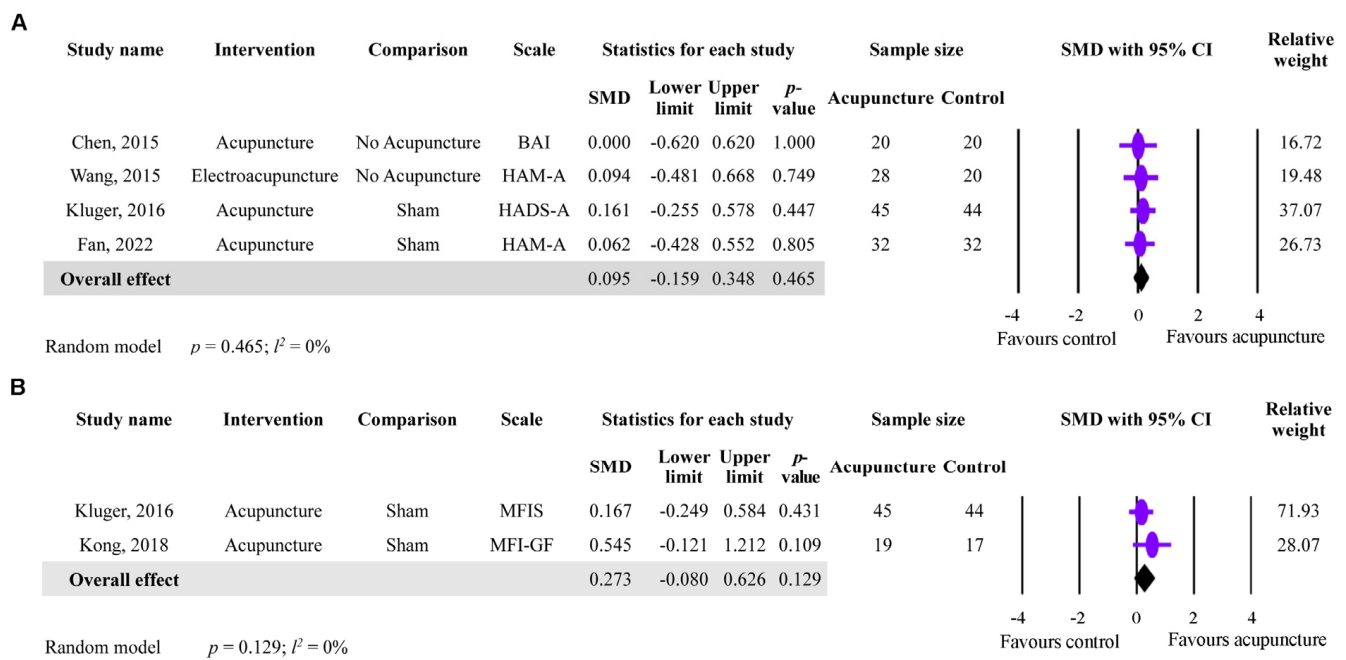 A
Study name Intervention Comparison Scale Statistics for each study Sample size SMD with 95% CI Relative weight
SMD Lower limit Upper limit p-value Acupuncture Control
Chen, 2015 Acupuncture No Acupuncture BAI 0.000 -0.620 0.620 1.000 20 20 16.72
Wang, 2015 Electroacupuncture No Acupuncture HAM-A 0.094 -0.481 0.668 0.749 28 20 19.48
Kluger, 2016 Acupuncture Sham HADS-A 0.161 -0.255 0.578 0.447 45 44 37.07
Fan, 2022 Acupuncture Sham HAM-A 0.062 -0.428 0.552 0.805 32 32 26.73
Overall effect 0.095 -0.159 0.348 0.465
-4 -2 0 2 4
Favours control Favours acupuncture
Random model p = 0.465; I² = 0%
B
Study name Intervention Comparison Scale Statistics for each study Sample size SMD with 95% CI Relative weight
SMD Lower limit Upper limit p-value Acupuncture Control
Kluger, 2016 Acupuncture Sham MFIS 0.167 -0.249 0.584 0.431 45 44 71.93
Kong, 2018 Acupuncture Sham MFI-GF 0.545 -0.121 1.212 0.109 19 17 28.07
Overall effect 0.273 -0.080 0.626 0.129
-4 -2 0 2 4
Favours control Favours acupuncture
Random model p = 0.129; I² = 0%